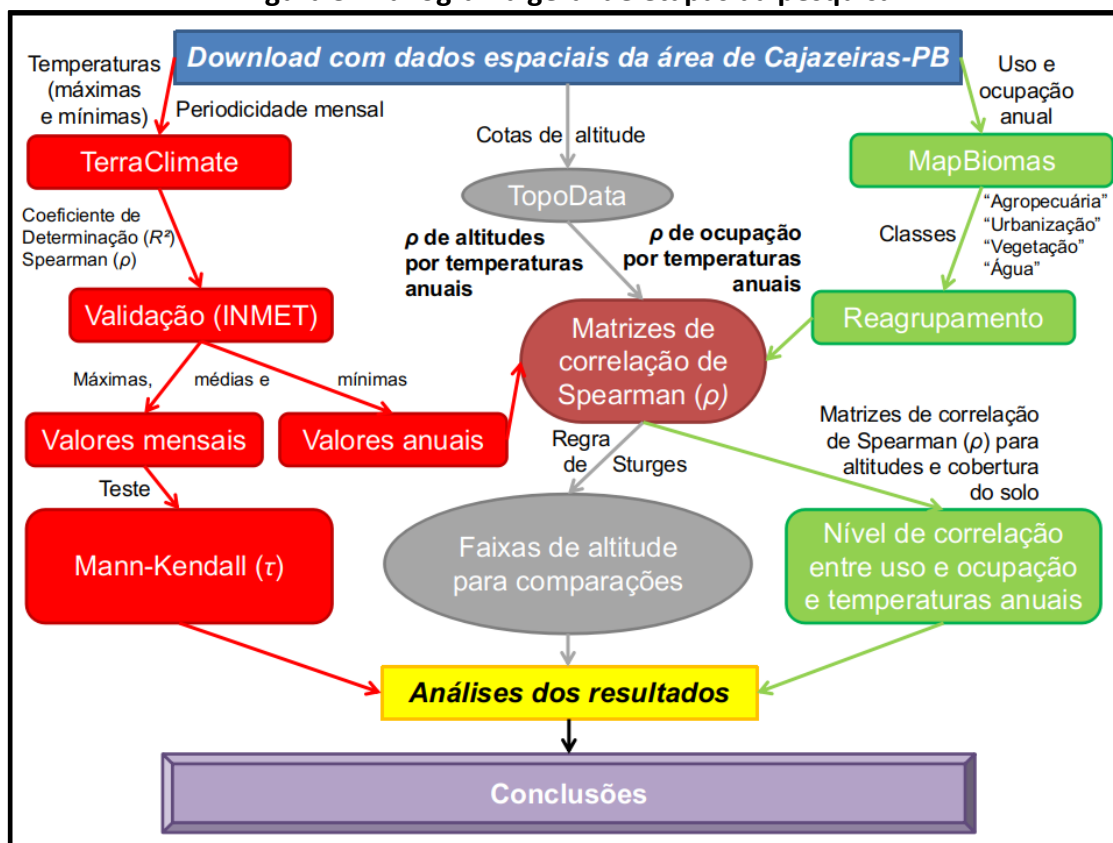 Download com dados espaciais da área de Cajazeiras-PB
Temperaturas
(máximas
e mínimas)
Periodicidade mensal
Cotas de altitude
Uso e
ocupação
anual
TerraClimate
TopoData
MapBiomas
Coeficiente de
Determinação (R²)
Spearman (ρ)
ρ de altitudes
por temperaturas
anuais
ρ de ocupação
por temperaturas
anuais
Classes
“Agropecuária”
“Urbanização”
“Vegetação”
“Água”
Validação (INMET)
Matrizes de
correlação de
Spearman (ρ)
Reagrupamento
Máximas, médias e mínimas
Valores mensais
Valores anuais
Regra
de Sturges
Matrizes de correlação
de Spearman (ρ) para
altitudes e cobertura
do solo
Teste
Mann-Kendall (τ)
Faixas de altitude
para comparações
Nível de correlação
entre uso e ocupação
e temperaturas anuais
Análises dos resultados
Conclusões